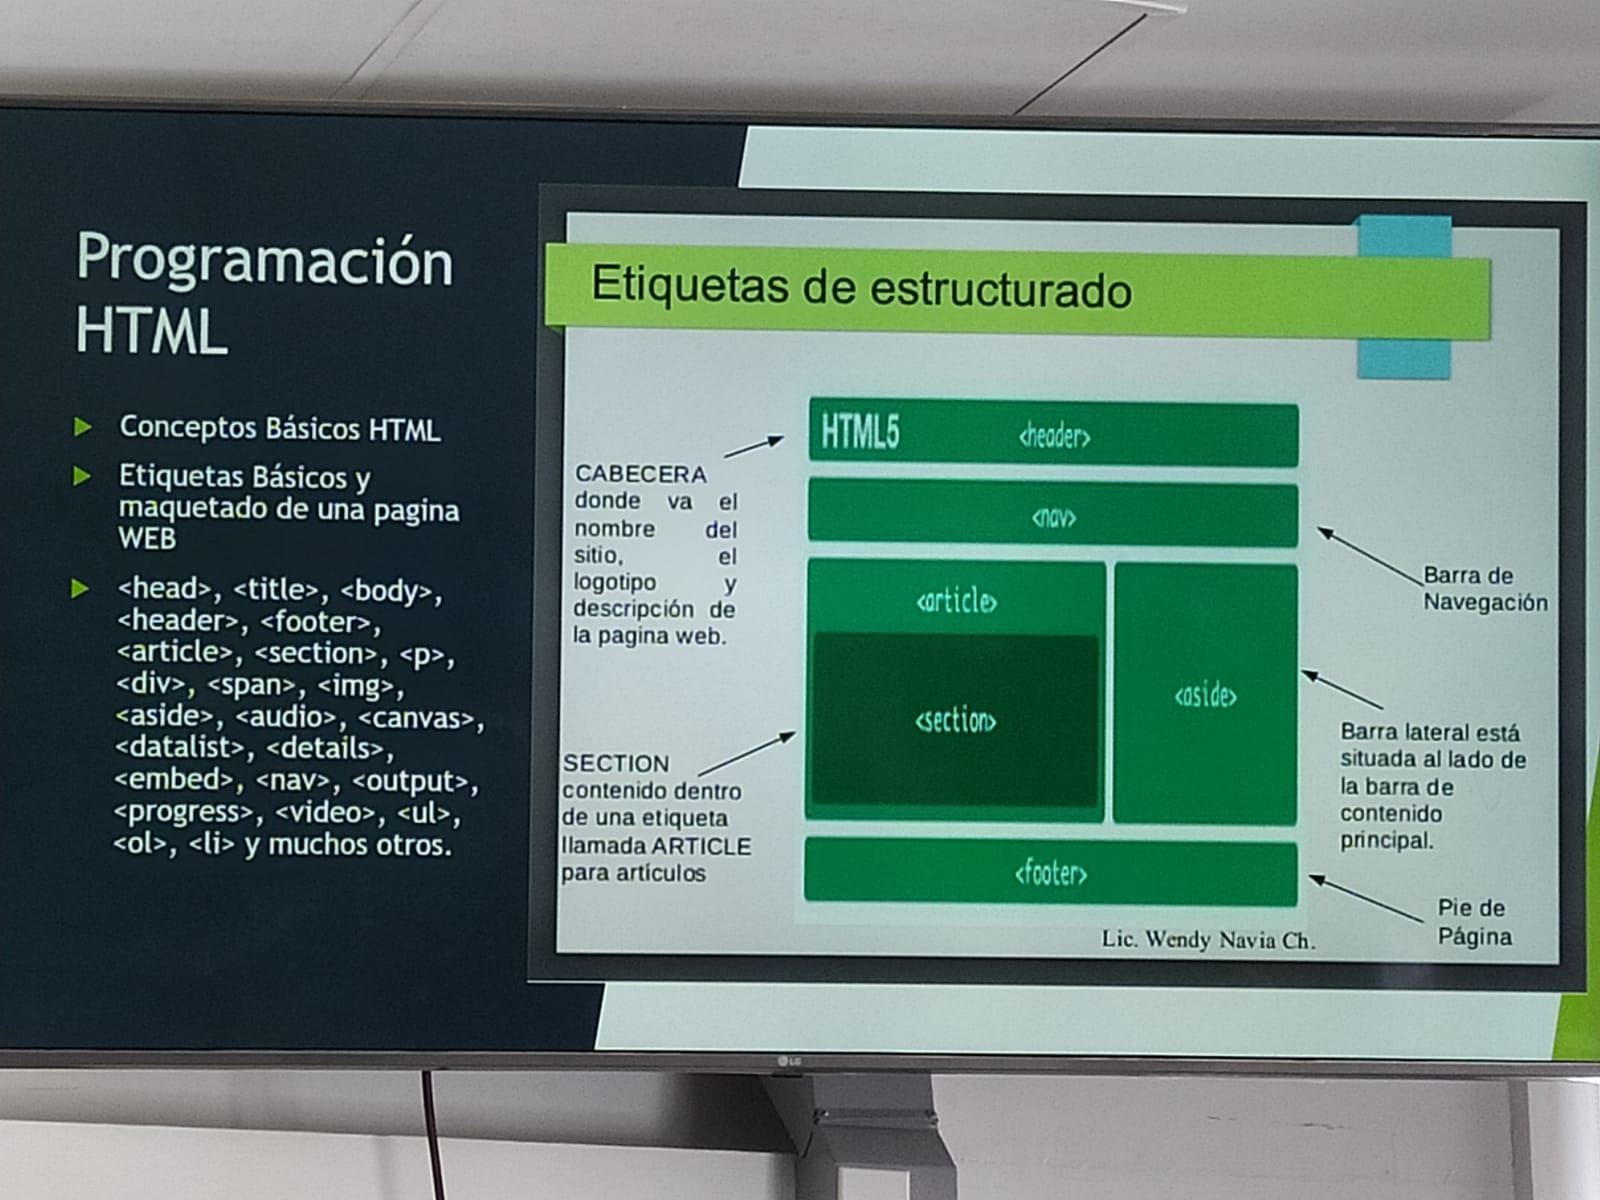 Programación
HTML
Conceptos Básicos HTML
Etiquetas Básicos y
maquetado de una pagina
WEB
<head>, <title>, <body>,
<header>, <footer>,
<article>, <section>, <p>,
<div>, <span>, <img>,
<aside>, <audio>, <canvas>,
<datalist>, <details>,
<embed>, <nav>, <output>,
<progress>, <video>, <ul>,
<ol>, <li> y muchos otros.
Etiquetas de estructurado
CABECERA
donde va el
nombre del
sitio, el
logotipo y
descripción de
la pagina web.
SECTION
contenido dentro
de una etiqueta
llamada ARTICLE
para artículos
HTML5 <header>
<nav>
<article>
<section>
<aside>
<footer>
Barra de
Navegación
Barra lateral está
situada al lado de
la barra de
contenido
principal.
Pie de
Página
Lic. Wendy Navia Ch.
LG